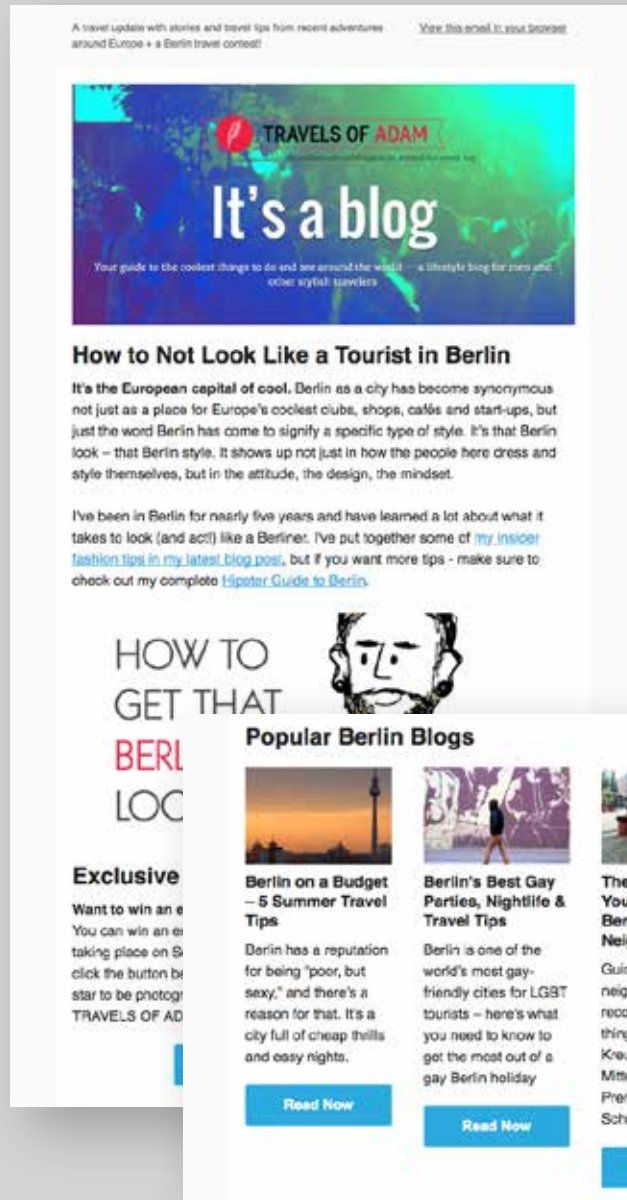 A travel update with stories and travel tips from recent adventures
around Europe + a Berlin travel contest!
View this email in your browser
TRAVELS OF ADAM
It's a blog
Your guide to the coolest things to do and see around the world — a lifestyle blog for men and
other stylish travelers
How to Not Look Like a Tourist in Berlin
It's the European capital of cool. Berlin as a city has become synonymous
not just as a place for Europe's coolest clubs, shops, cafés and start-ups, but
just the word Berlin has come to signify a specific type of style. It's that Berlin
look – that Berlin style. It shows up not just in how the people here dress and
style themselves, but in the attitude, the design, the mindset.
I've been in Berlin for nearly five years and have learned a lot about what it
takes to look (and act!) like a Berliner. I've put together some of my insider
fashion tips in my latest blog post, but if you want more tips - make sure to
check out my complete Hipster Guide to Berlin.
HOW TO
GET THAT
BERL
LOO
Exclusive
Want to win an e
You can win an ex
taking place on S
click the button be
star to be photogr
TRAVELS OF AD
Popular Berlin Blogs
Berlin on a Budget
– 5 Summer Travel
Tips
Berlin has a reputation
for being "poor, but
sexy," and there's a
reason for that. It's a
city full of cheap thrills
and easy nights.
Read Now
Berlin's Best Gay
Parties, Nightlife &
Travel Tips
Berlin is one of the
world's most gay-
friendly cities for LGBT
tourists – here's what
you need to know to
get the most out of a
gay Berlin holiday
Read Now
The
You
Ber
Nei
Guid
neig
reco
thing
Kreu
Mitte
Pren
Sch